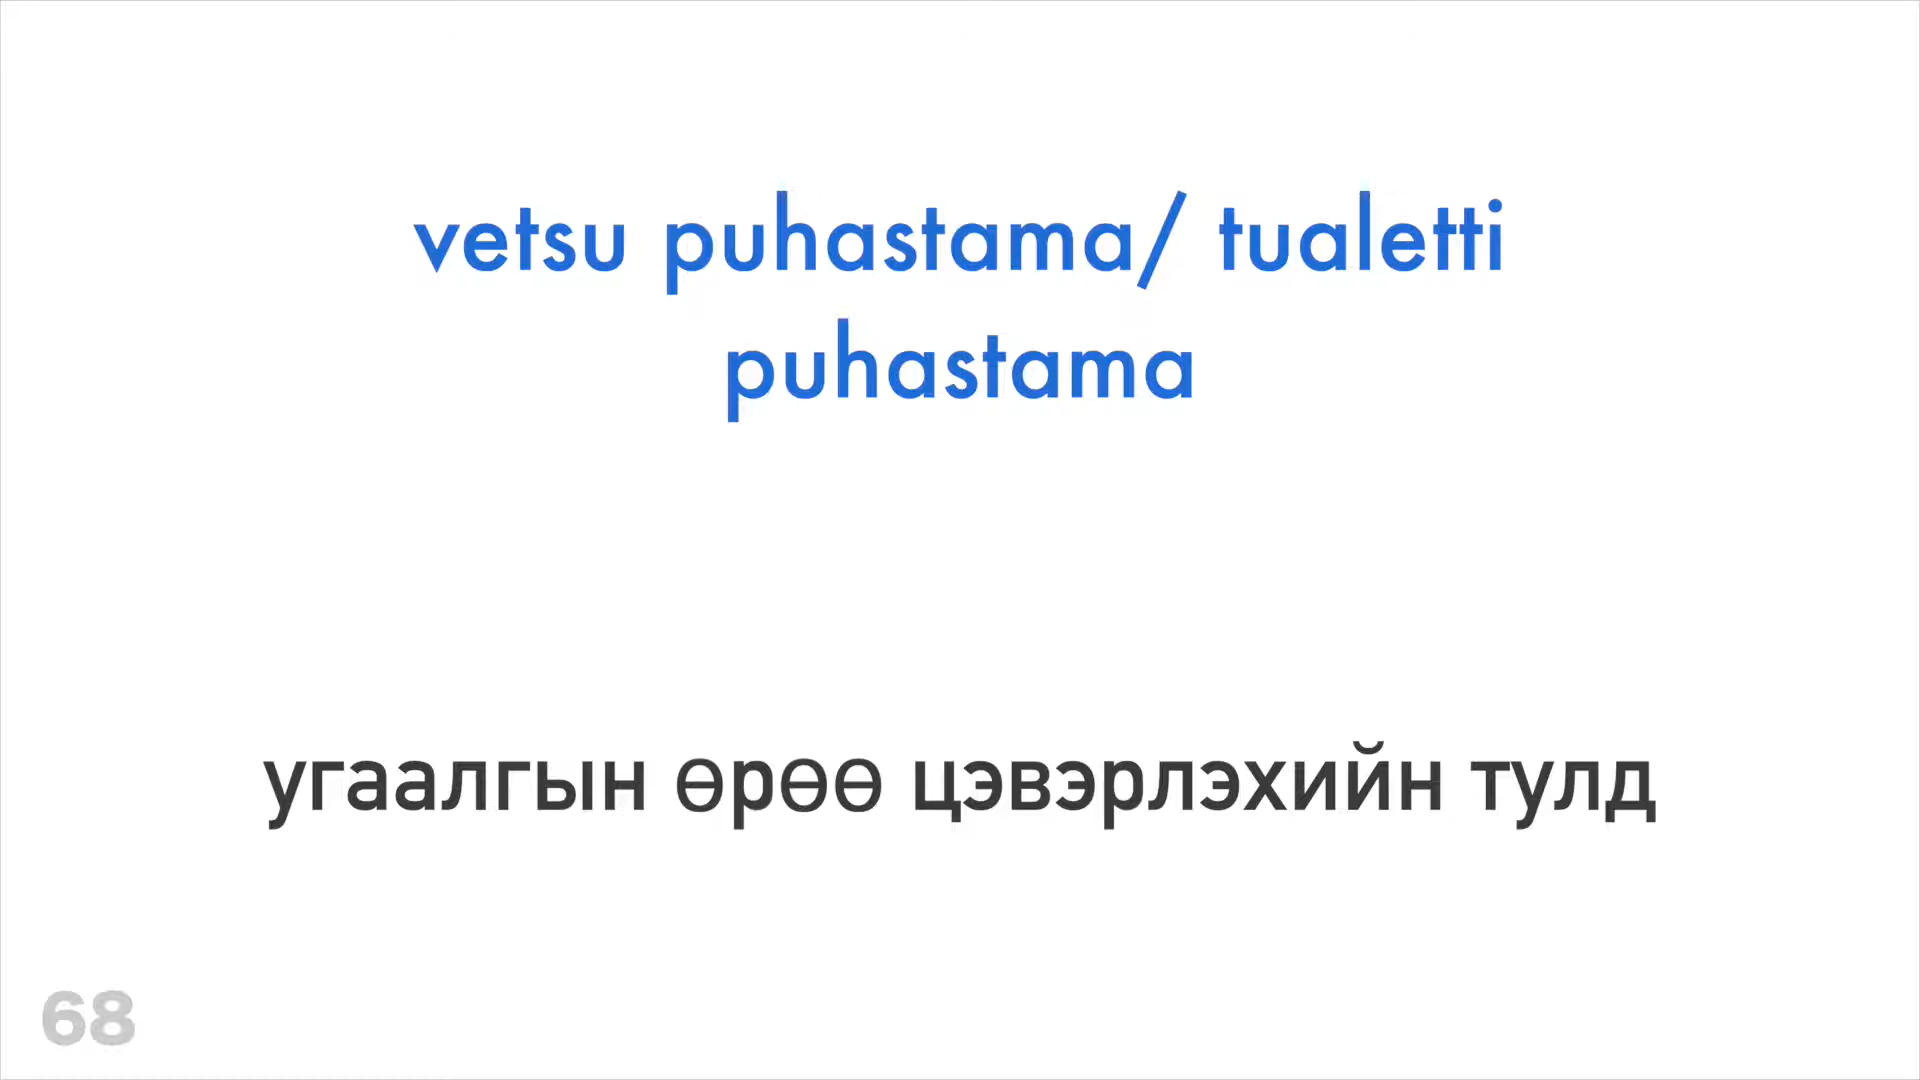 vetsu puhastama/ tualetti
puhastama
угаалгын өрөө цэвэрлэхийн тулд
68